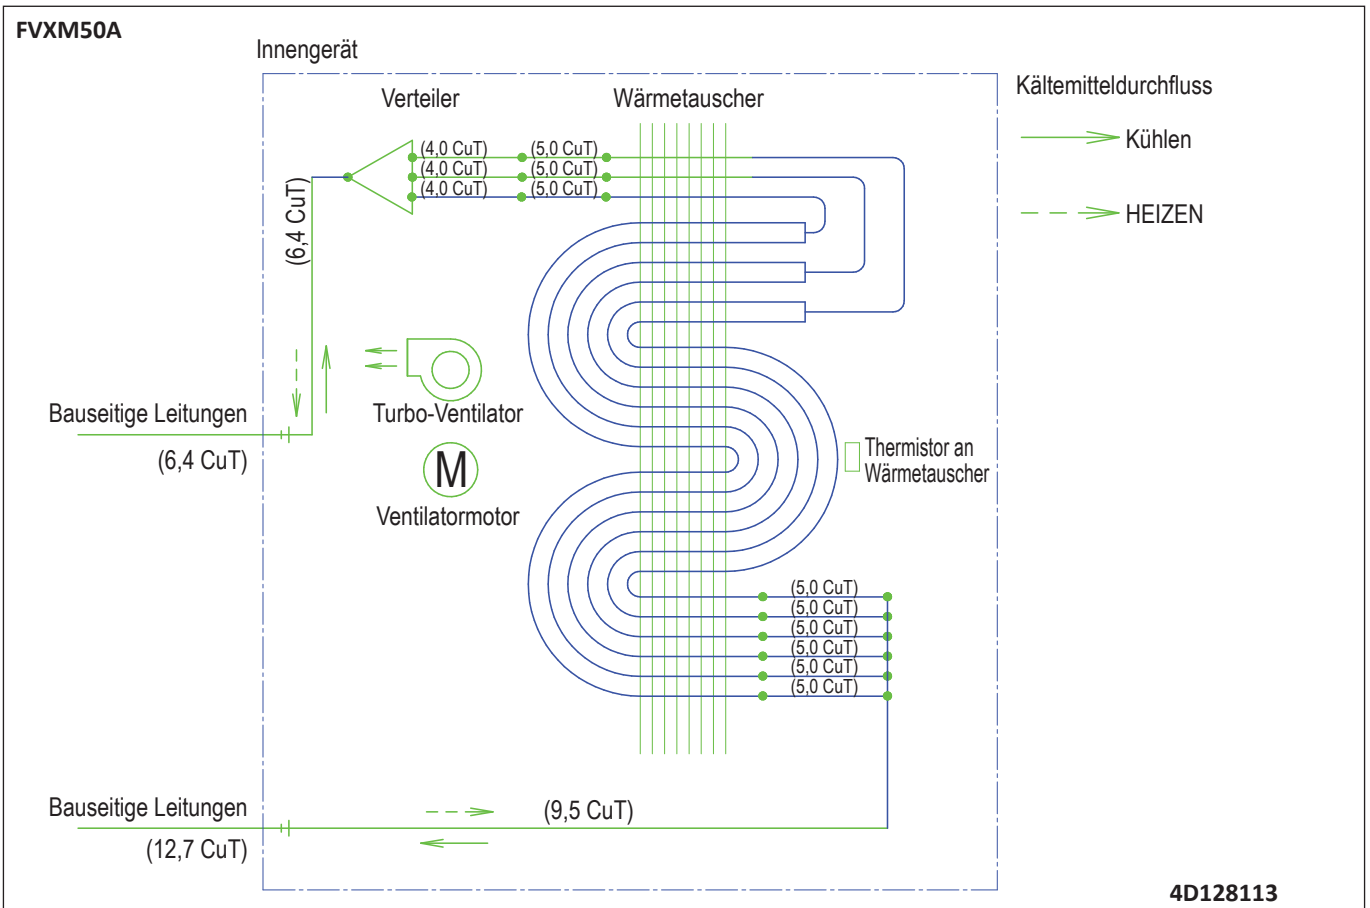 FVXM50A
Innengerät
Verteiler
Wärmetauscher
Kältemitteldurchfluss
Kühlen
HEIZEN
(4,0 CuT) (5,0 CuT)
(4,0 CuT) (5,0 CuT)
(4,0 CuT) (5,0 CuT)
(6,4 CuT)
Bauseitige Leitungen
(6,4 CuT)
Turbo-Ventilator
M
Ventilatormotor
Thermistor an
Wärmetauscher
(5,0 CuT)
(5,0 CuT)
(5,0 CuT)
(5,0 CuT)
(5,0 CuT)
(5,0 CuT)
Bauseitige Leitungen
(12,7 CuT)
(9,5 CuT)
4D128113